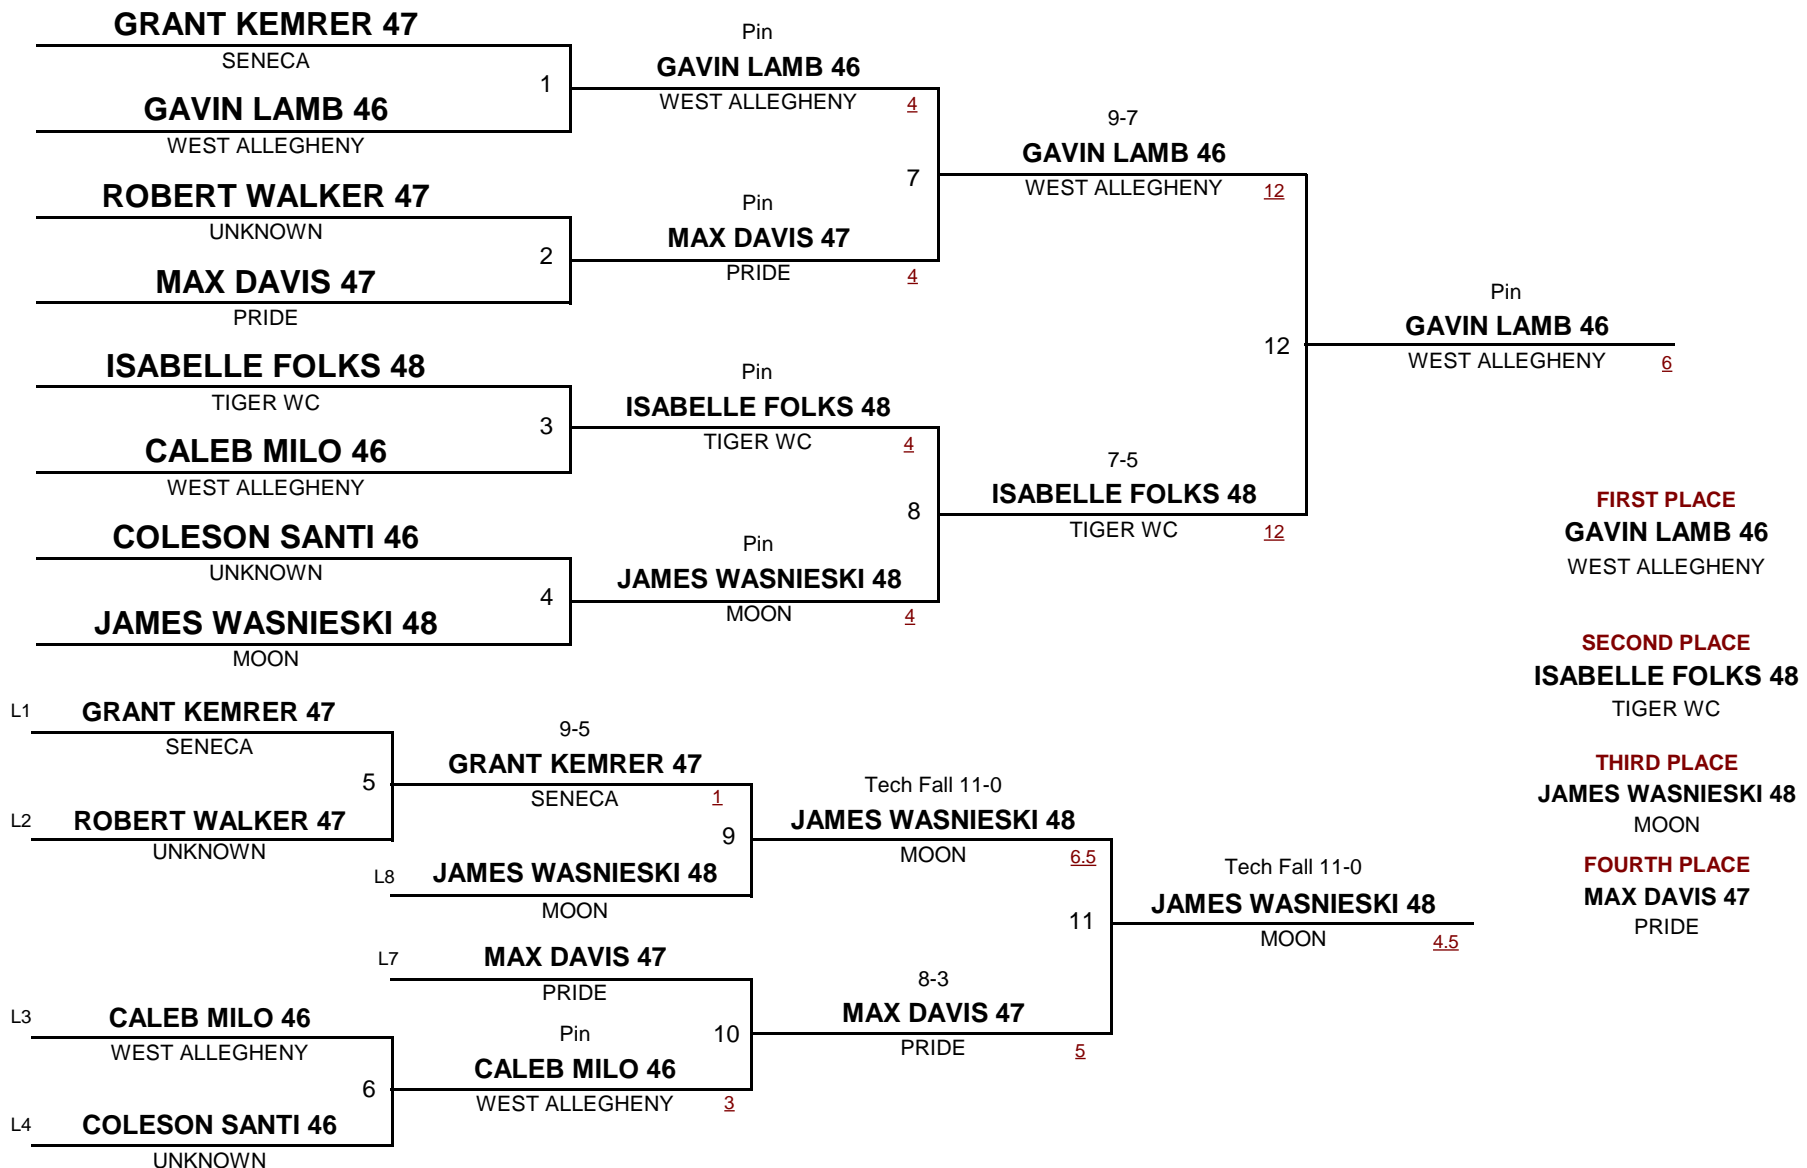 GRANT KEMRER 47
SENECA
1
GAVIN LAMB 46
WEST ALLEGHENY
Pin
GAVIN LAMB 46
WEST ALLEGHENY 4
ROBERT WALKER 47
UNKNOWN
2
MAX DAVIS 47
PRIDE
Pin
MAX DAVIS 47
PRIDE 4
7
9-7
GAVIN LAMB 46
WEST ALLEGHENY 12
ISABELLE FOLKS 48
TIGER WC
3
CALEB MILO 46
WEST ALLEGHENY
Pin
ISABELLE FOLKS 48
TIGER WC 4
COLESON SANTI 46
UNKNOWN
4
JAMES WASNIESKI 48
MOON
Pin
JAMES WASNIESKI 48
MOON 4
8
7-5
ISABELLE FOLKS 48
TIGER WC 12
12
Pin
GAVIN LAMB 46
WEST ALLEGHENY 6
FIRST PLACE
GAVIN LAMB 46
WEST ALLEGHENY
SECOND PLACE
ISABELLE FOLKS 48
TIGER WC
THIRD PLACE
JAMES WASNIESKI 48
MOON
FOURTH PLACE
MAX DAVIS 47
PRIDE
L1 GRANT KEMRER 47
SENECA
5
L2 ROBERT WALKER 47
UNKNOWN
9-5
GRANT KEMRER 47
SENECA 1
9
L8 JAMES WASNIESKI 48
MOON
Tech Fall 11-0
JAMES WASNIESKI 48
MOON 6.5
L7 MAX DAVIS 47
PRIDE
10
L3 CALEB MILO 46
WEST ALLEGHENY
6
L4 COLESON SANTI 46
UNKNOWN
Pin
CALEB MILO 46
WEST ALLEGHENY 3
8-3
MAX DAVIS 47
PRIDE 5
11
Tech Fall 11-0
JAMES WASNIESKI 48
MOON 4.5